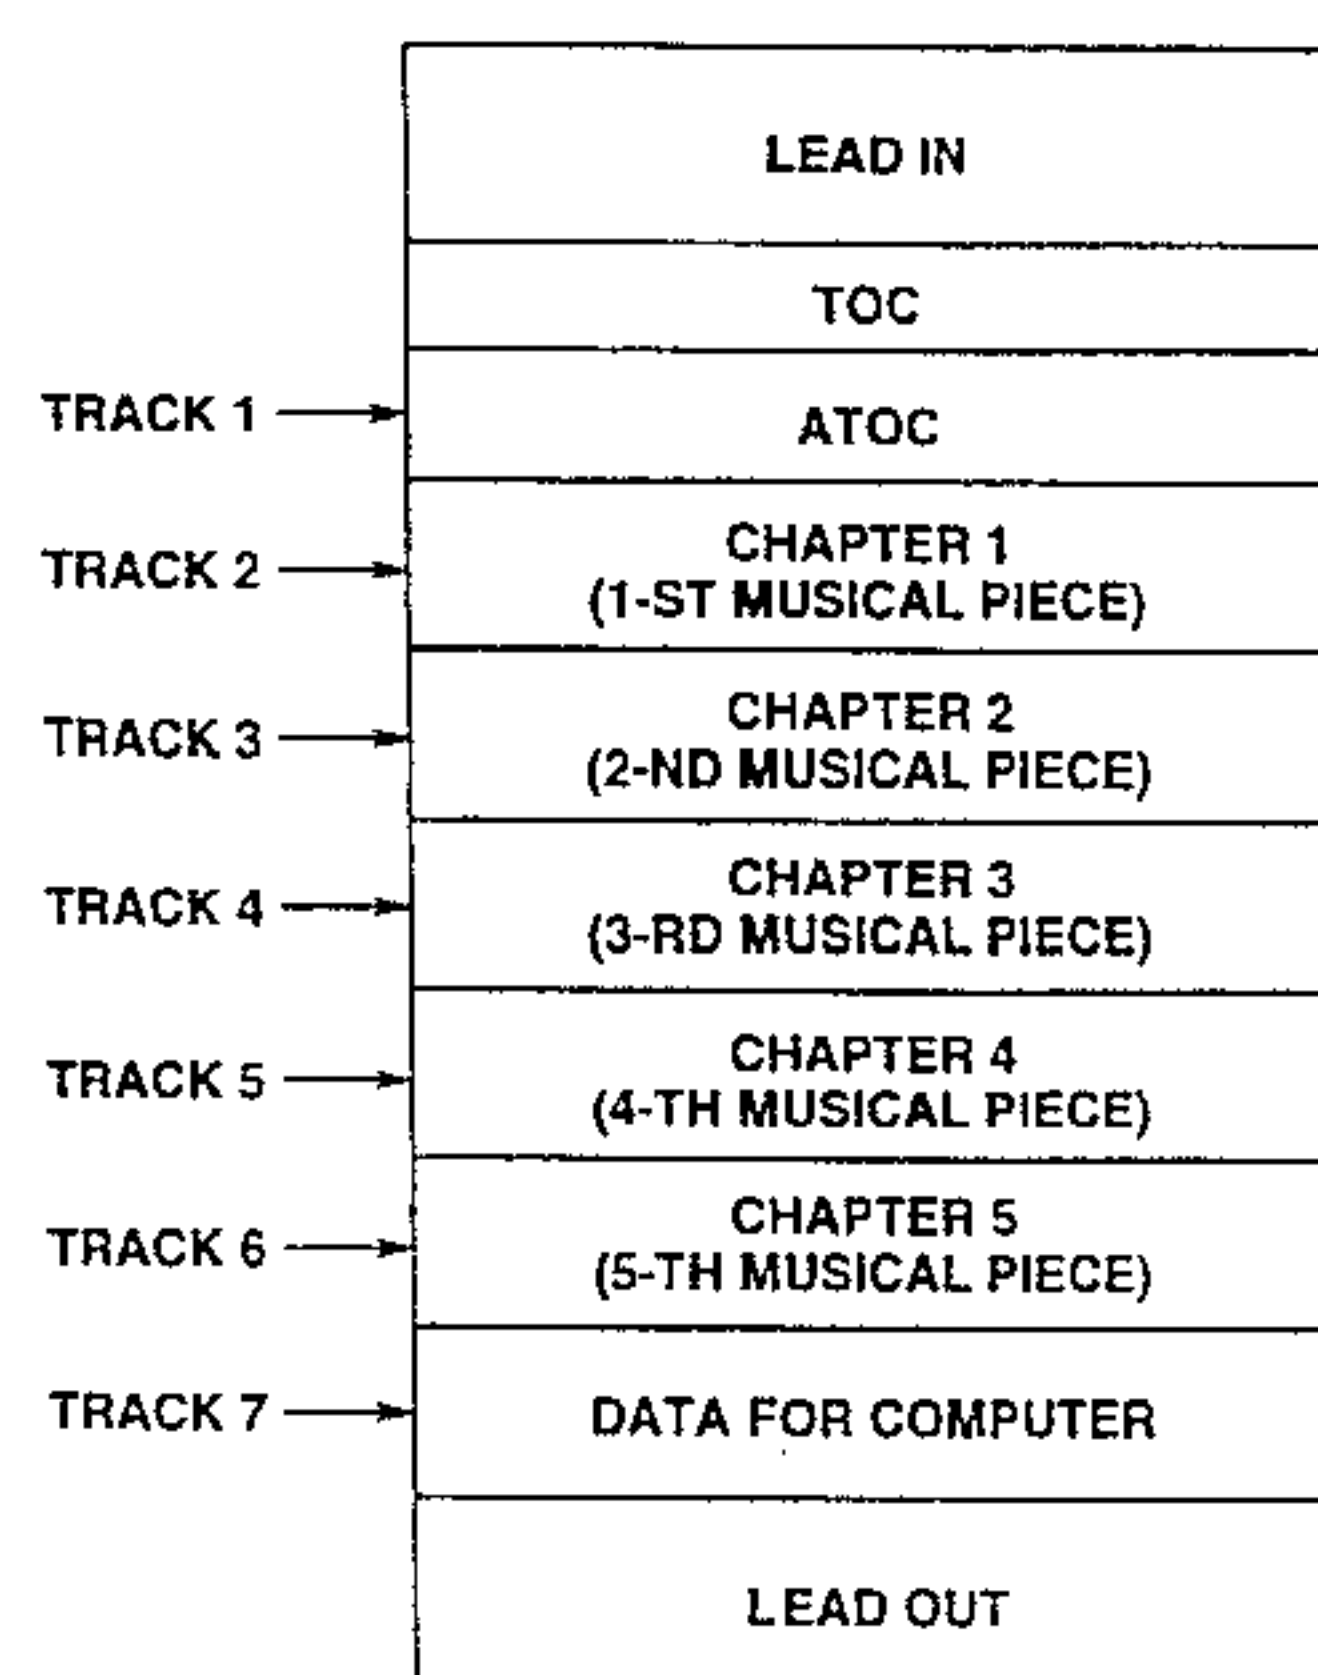 LEAD IN
TOC
TRACK 1
ATOC
TRACK 2
CHAPTER 1
(1-ST MUSICAL PIECE)
TRACK 3
CHAPTER 2
(2-ND MUSICAL PIECE)
TRACK 4
CHAPTER 3
(3-RD MUSICAL PIECE)
TRACK 5
CHAPTER 4
(4-TH MUSICAL PIECE)
TRACK 6
CHAPTER 5
(5-TH MUSICAL PIECE)
TRACK 7
DATA FOR COMPUTER
LEAD OUT